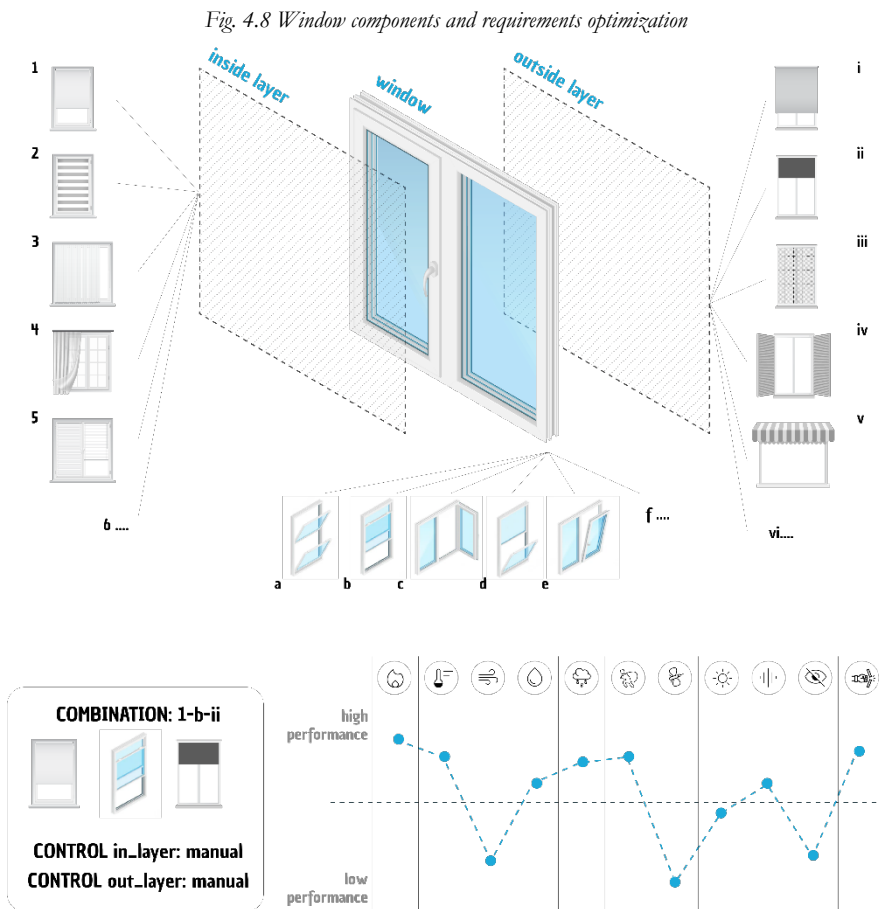 Fig. 4.8 Window components and requirements optimization
inside layer
window
outside layer
1
2
3
4
5
6 ....
i
ii
iii
iv
v
vi....
a
b
c
d
e
f ....
COMBINATION: 1-b-ii
CONTROL in_layer: manual
CONTROL out_layer: manual
high
performance
low
performance